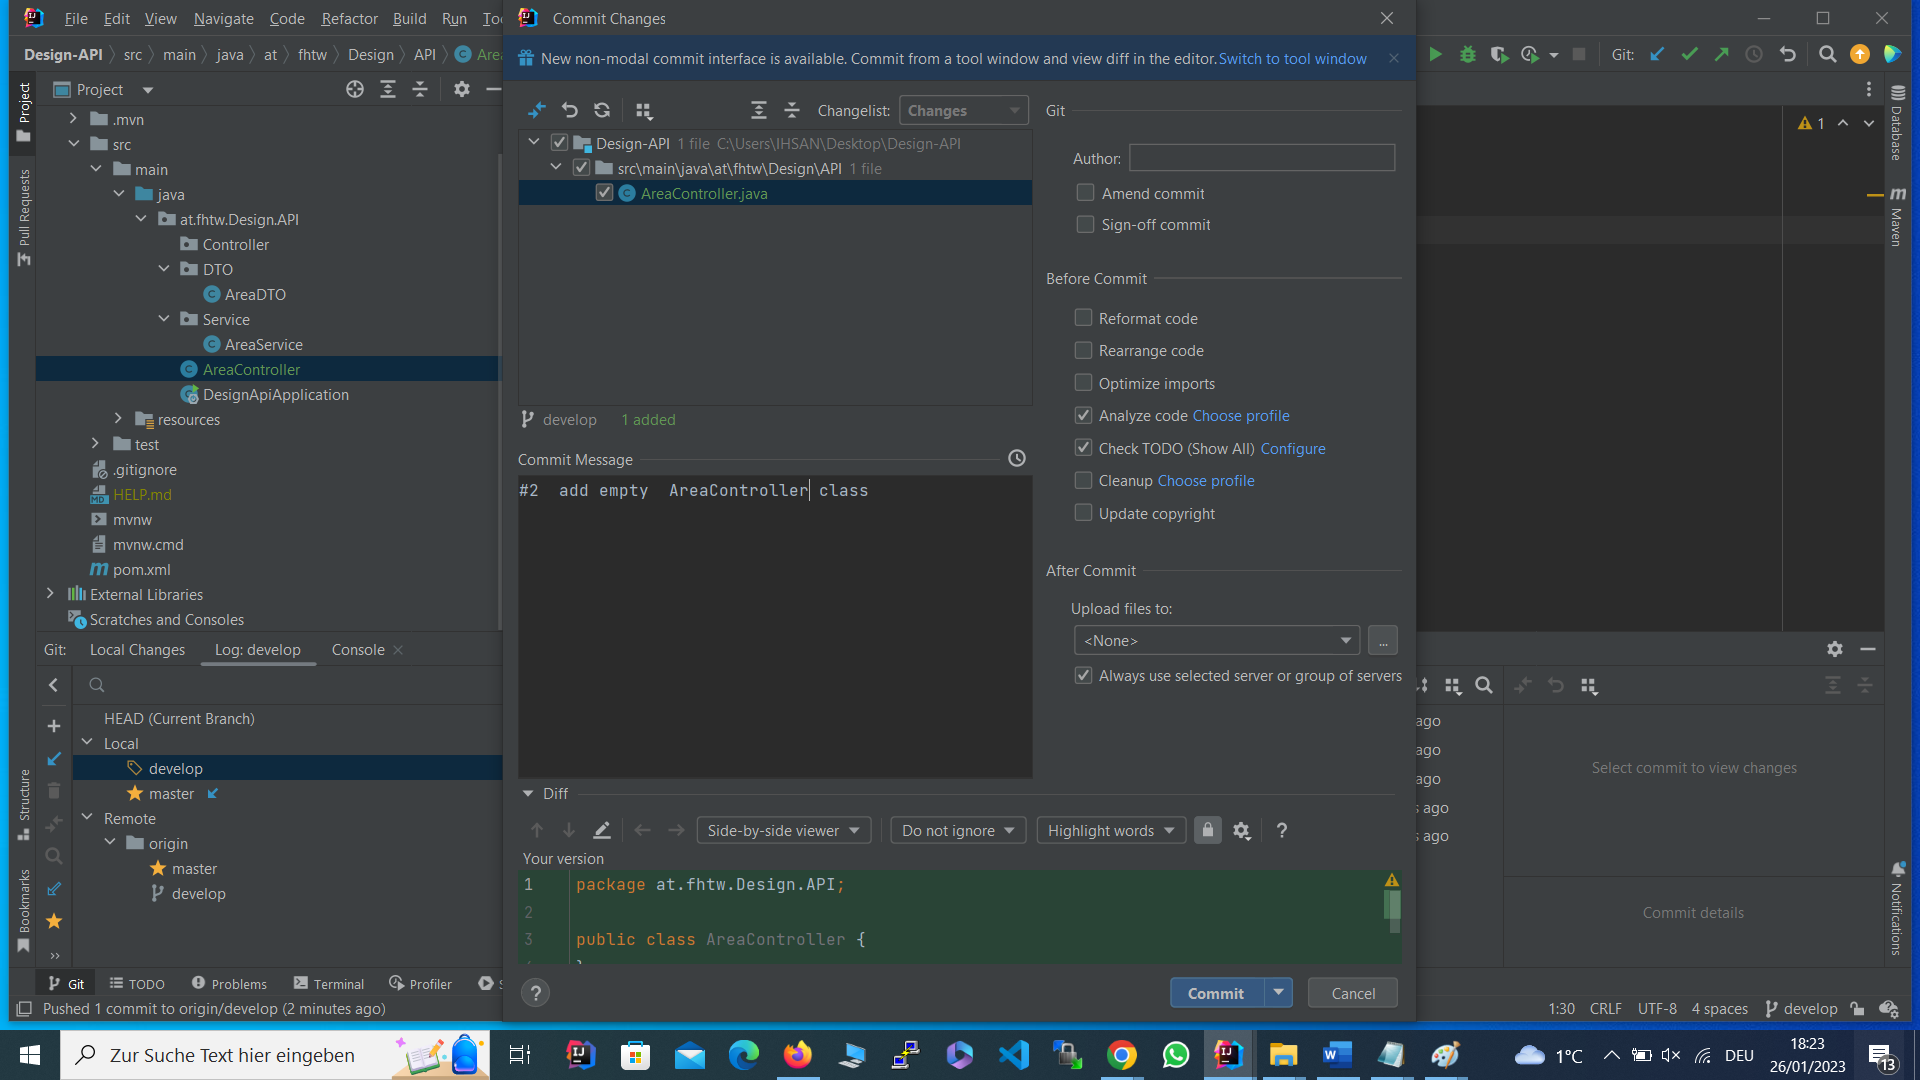 File Edit View Navigate Code Refactor Build Run
Commit Changes
Design-API src main java at fhtw Design API
New non-modal commit interface is available. Commit from a tool window and view diff in the editor. Switch to tool window
Git:
Project
Project
Pull Requests
Structure
Bookmarks
.mvn
src
main
java
at.fhtw.Design.API
Controller
DTO
AreaDTO
Service
AreaService
AreaController
DesignApiApplication
resources
test
.gitignore
HELP.md
mvnw
mvnw.cmd
pom.xml
External Libraries
Scratches and Consoles
Changelist: Changes
Design-API 1 file C:\Users\IHSAN\Desktop\Design-API
src\main\java\at\fhtw\Design\API 1 file
AreaController.java
develop 1 added
Commit Message
#2  add empty  AreaController class
Git
Author:
Amend commit
Sign-off commit
Before Commit
Reformat code
Rearrange code
Optimize imports
Analyze code Choose profile
Check TODO (Show All) Configure
Cleanup Choose profile
Update copyright
After Commit
Upload files to:
<None>
...
Always use selected server or group of servers
1
Database
Maven
Notifications
Git: Local Changes Log: develop Console
HEAD (Current Branch)
Local
develop
master
Remote
origin
master
develop
ago
ago
ago
s ago
s ago
Select commit to view changes
Commit details
Diff
Side-by-side viewer Do not ignore Highlight words ?
Your version
1 package at.fhtw.Design.API;
2
3 public class AreaController {
}
? Commit Cancel
Git TODO Problems Terminal Profiler
Pushed 1 commit to origin/develop (2 minutes ago)
1:30 CRLF UTF-8 4 spaces develop
Zur Suche Text hier eingeben
1°C DEU
18:23
26/01/2023
13